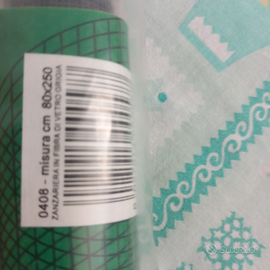 0408 - misura cm 80x250
ZANZARIERA IN FIBRA DI VETRO GRIGIA